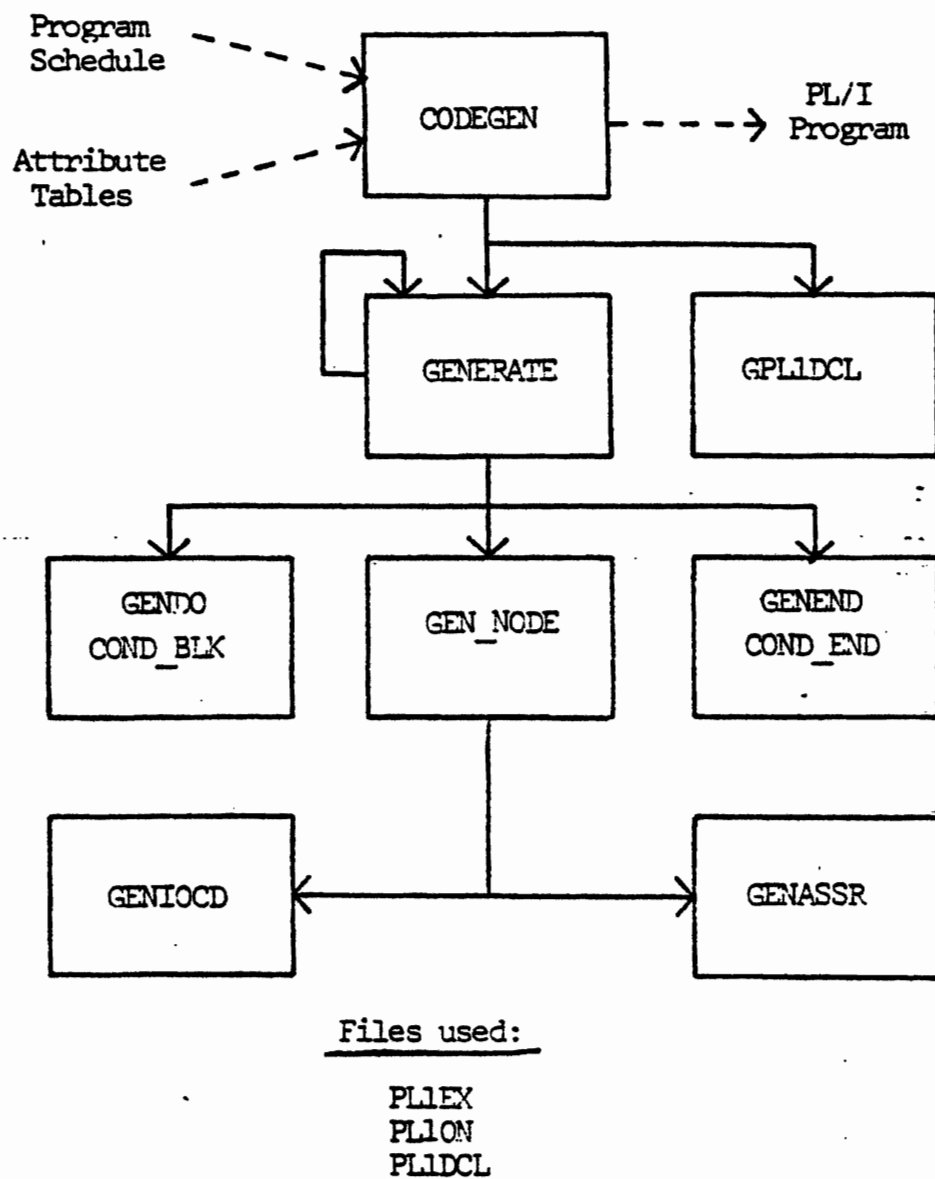 Program
Schedule
CODEGEN
PL/I
Program
Attribute
Tables
GENERATE
GPL1DCL
GENDO
COND_BLK
GEN_NODE
GENEND
COND_END
GENIOCD
GENASSR
Files used:
PL1EX
PL1ON
PL1DCL